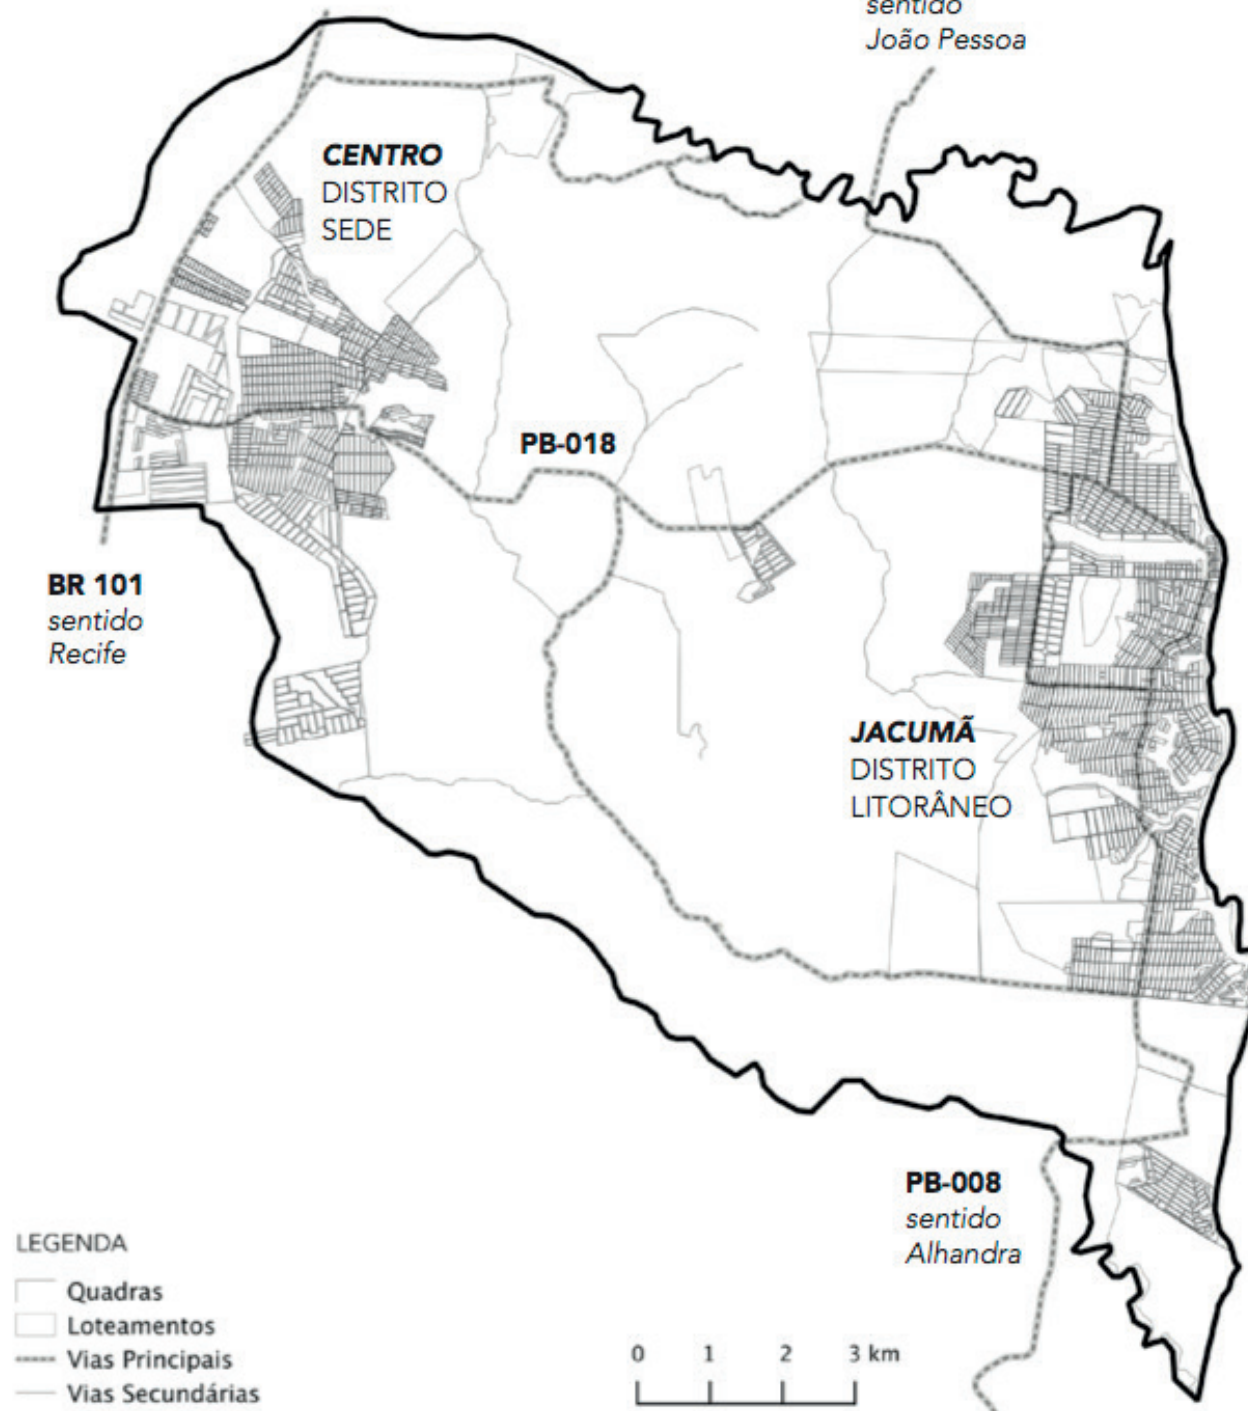 sentido
João Pessoa
CENTRO
DISTRITO
SEDE
PB-018
BR 101
sentido
Recife
JACUMÃ
DISTRITO
LITORÂNEO
PB-008
sentido
Alhandra
LEGENDA
Quadras
Loteamentos
Vias Principais
Vias Secundárias
0 1 2 3 km